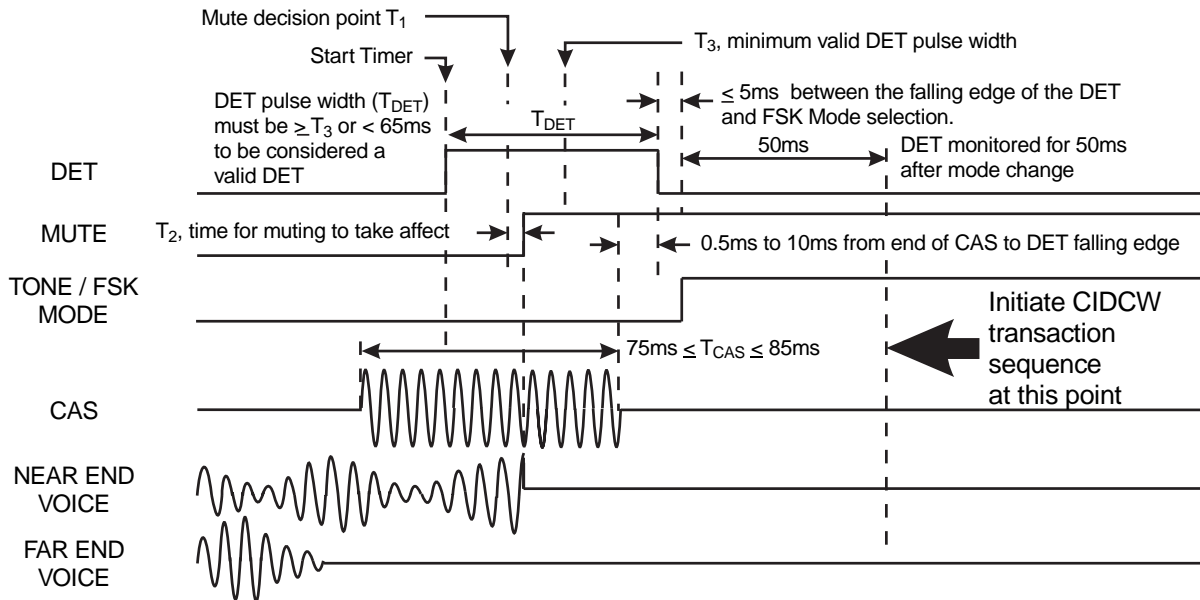 Mute decision point T1
T3, minimum valid DET pulse width
Start Timer
DET pulse width (TDET)
must be ≥ T3 or < 65ms
to be considered a
valid DET
TDET
≤ 5ms between the falling edge of the DET
and FSK Mode selection.
50ms
DET monitored for 50ms
after mode change
DET
MUTE
T2, time for muting to take affect
0.5ms to 10ms from end of CAS to DET falling edge
TONE / FSK
MODE
Initiate CIDCW
transaction
sequence
at this point
75ms ≤ TCAS ≤ 85ms
CAS
NEAR END
VOICE
FAR END
VOICE